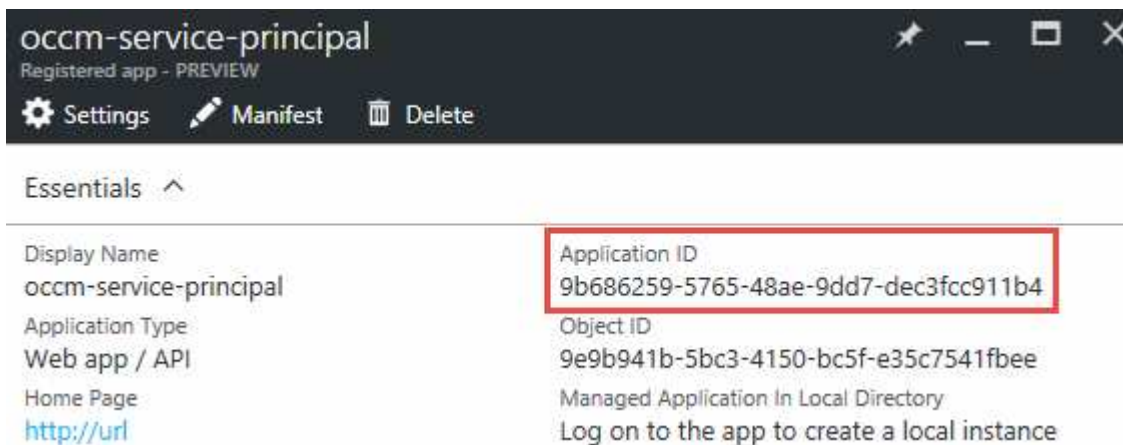 occm-service-principal
Registered app - PREVIEW
Settings Manifest Delete
Essentials
Display Name
occm-service-principal
Application Type
Web app / API
Home Page
http://url
Application ID
9b686259-5765-48ae-9dd7-dec3fcc911b4
Object ID
9e9b941b-5bc3-4150-bc5f-e35c7541fbee
Managed Application In Local Directory
Log on to the app to create a local instance